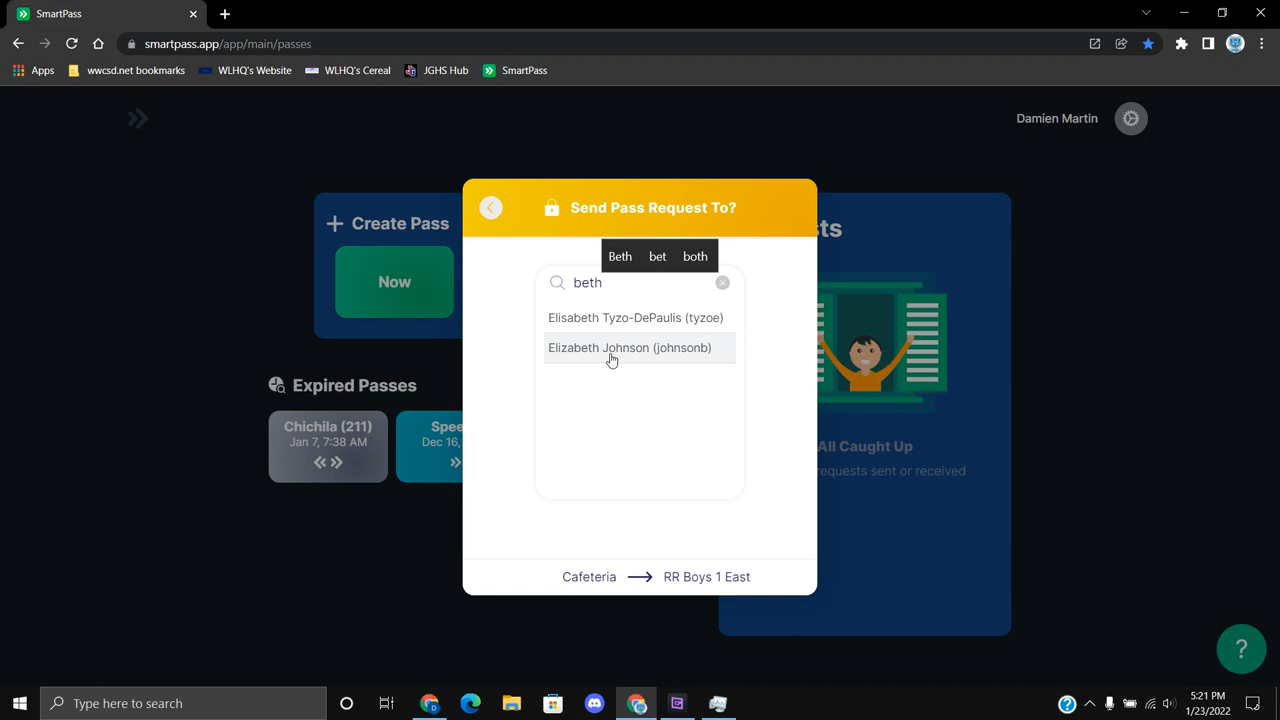 SmartPass
smartpass.app/app/main/passes
Apps
wwcsd.net bookmarks
WLHQ's Website
WLHQ's Cereal
JGHS Hub
SmartPass
Damien Martin
Create Pass
Now
Send Pass Request To?
sts
Beth bet both
beth
Elisabeth Tyzo-DePaulis (tyzoe)
Elizabeth Johnson (johnsonb)
Expired Passes
Chichila (211)
Jan 7, 7:38 AM
Spee
Dec 16,
All Caught Up
requests sent or received
Cafeteria → RR Boys 1 East
?
Type here to search
5:21 PM
1/23/2022